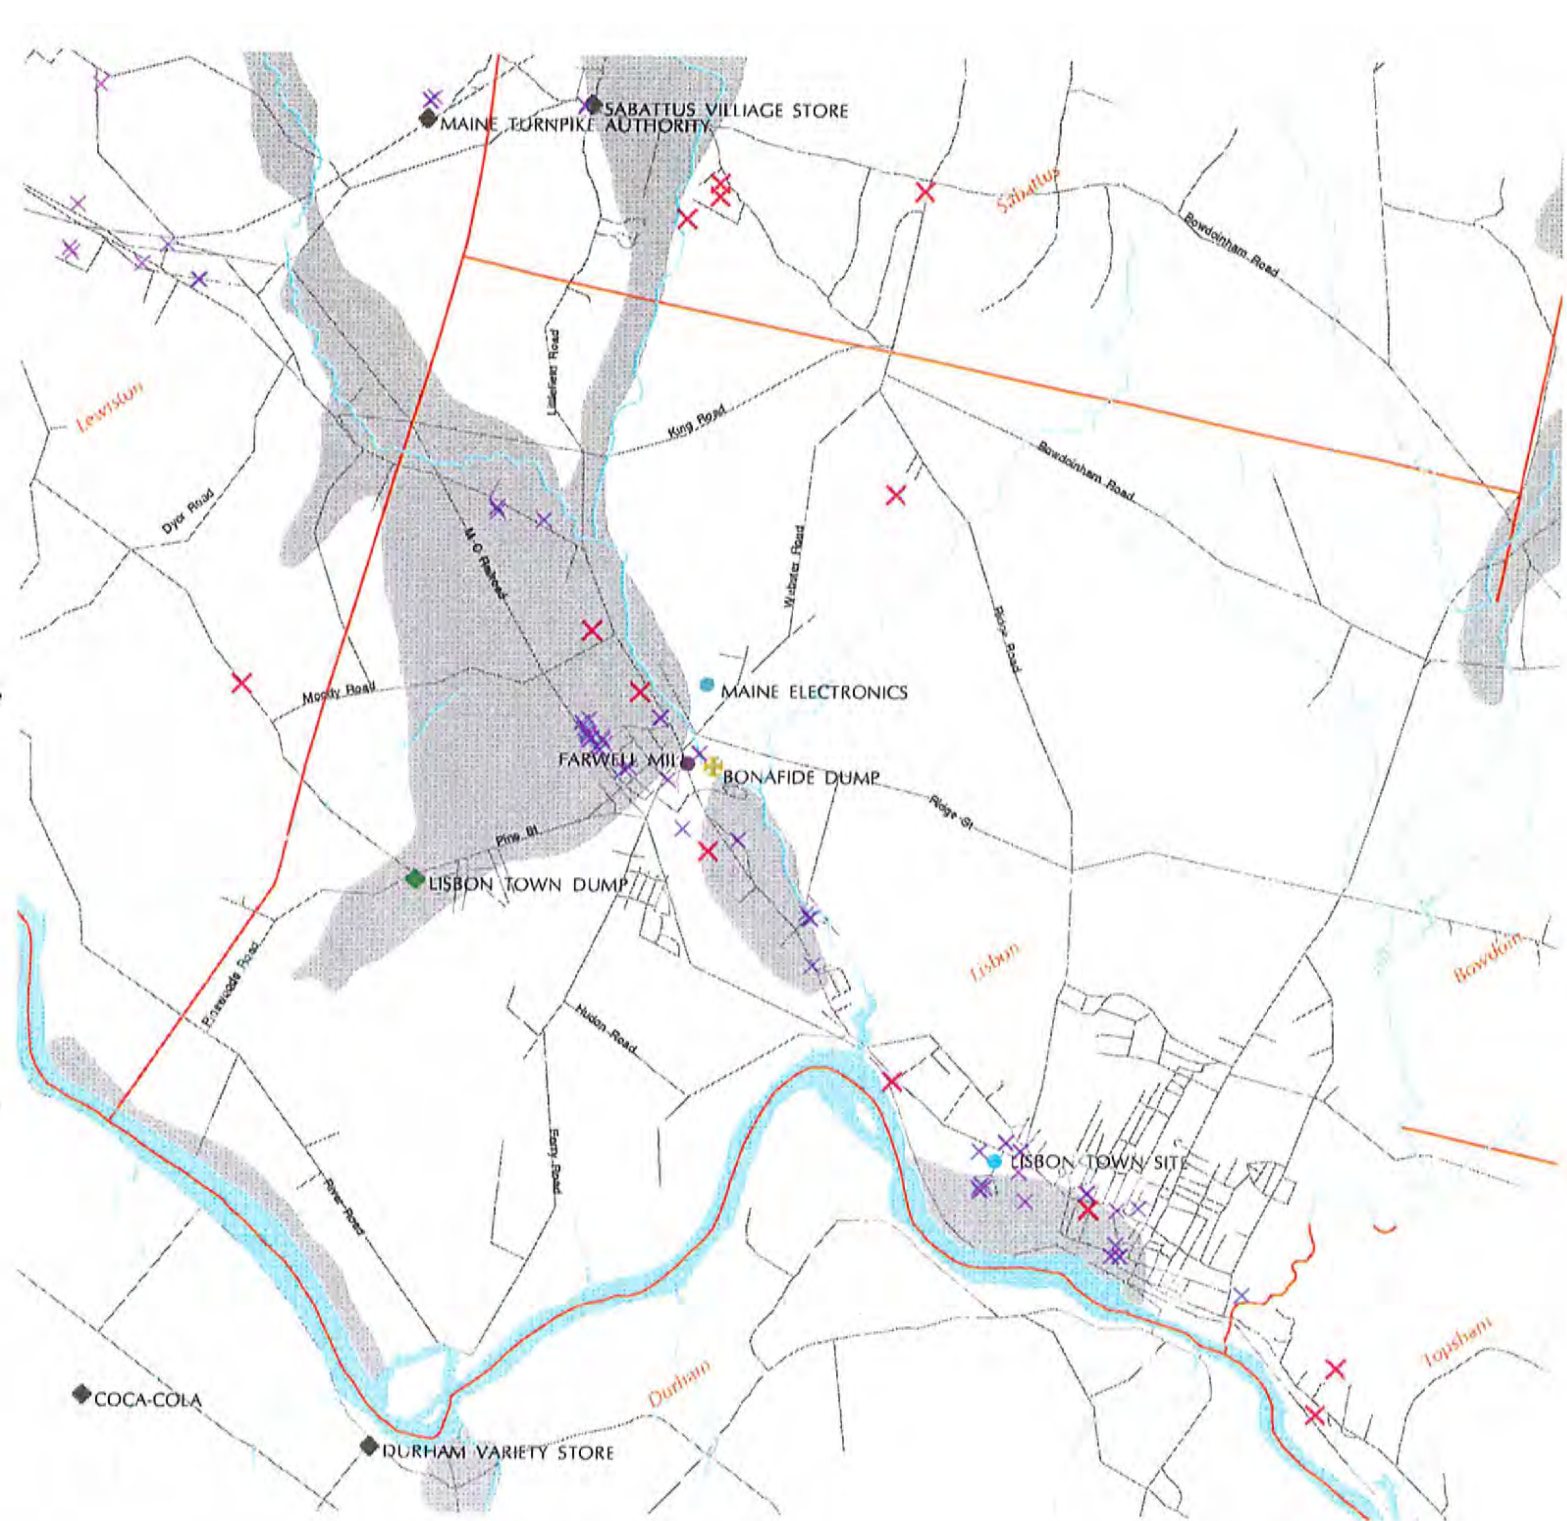 SABATTUS VILLIAGE STORE
MAINE TURNPIKE AUTHORITY
Sabattus
Bowdoinham Road
Littlefield Road
Lewiston
King Road
Bowdoinham Road
Dyer Road
M-C Railroad
Webster Road
Ridge Road
Moody Road
MAINE ELECTRONICS
FARWELL MILL
BONAFIDE DUMP
Ridge St
Pine St
LISBON TOWN DUMP
Pinewoods Road
Lisbon
Bowdoin
Hudon Road
Ferry Road
River Road
LISBON TOWN SITE
Durham
Topsham
COCA-COLA
DURHAM VARIETY STORE